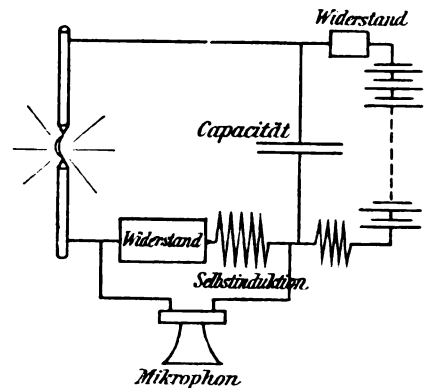 Widerstand
Capacität
Widerstand
Selbstinduktion
Mikrophon